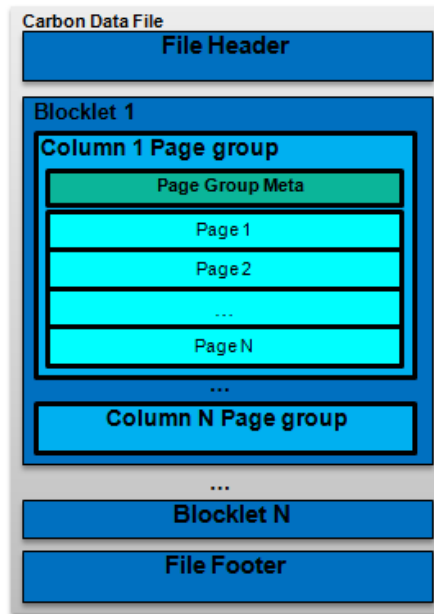 Carbon Data File
File Header
Blocklet 1
Column 1 Page group
Page Group Meta
Page 1
Page 2
...
Page N
...
Column N Page group
...
Blocklet N
File Footer